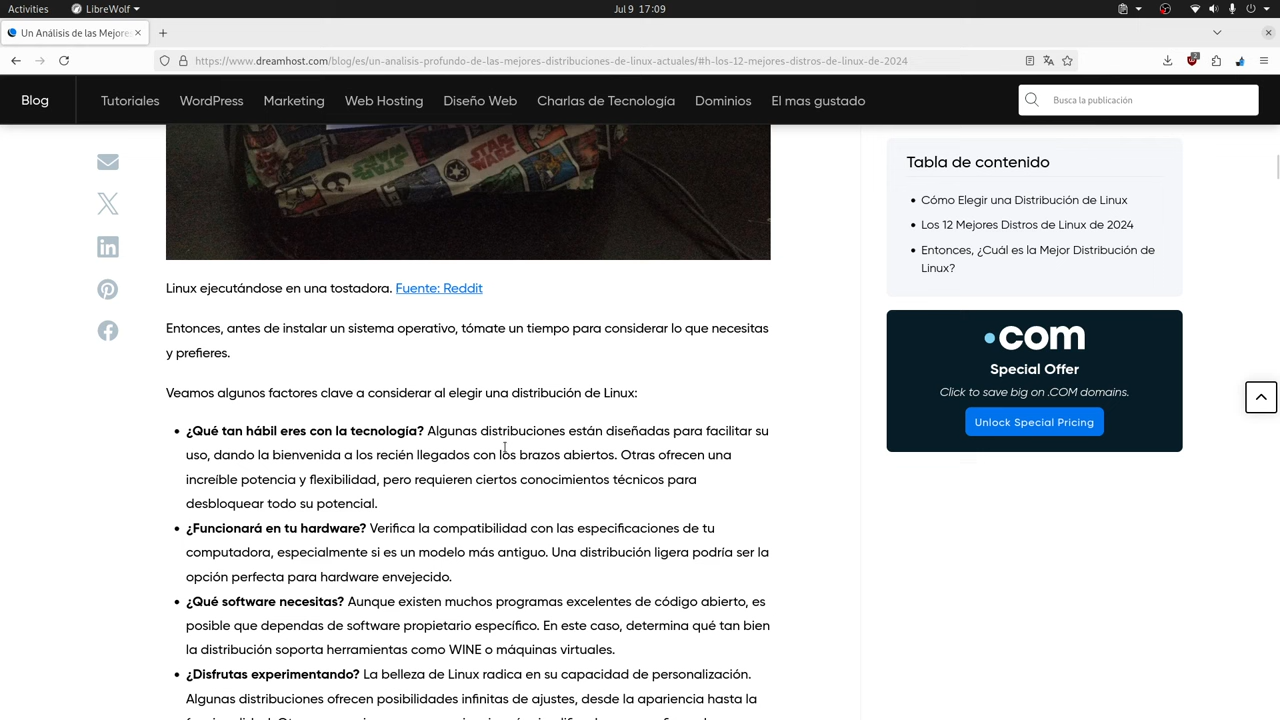 Activities
LibreWolf
Jul 9 17:09
Un Análisis de las Mejore
https://www.dreamhost.com/blog/es/un-analisis-profundo-de-las-mejores-distribuciones-de-linux-actuales/#h-los-12-mejores-distros-de-linux-de-2024
2
Blog
Tutoriales
WordPress
Marketing
Web Hosting
Diseño Web
Charlas de Tecnología
Dominios
El mas gustado
Busca la publicación
STAR WARS
Linux ejecutándose en una tostadora. Fuente: Reddit
Entonces, antes de instalar un sistema operativo, tómate un tiempo para considerar lo que necesitas
y prefieres.
Veamos algunos factores clave a considerar al elegir una distribución de Linux:
• ¿Qué tan hábil eres con la tecnología? Algunas distribuciones están diseñadas para facilitar su
uso, dando la bienvenida a los recién llegados con los brazos abiertos. Otras ofrecen una
increíble potencia y flexibilidad, pero requieren ciertos conocimientos técnicos para
desbloquear todo su potencial.
• ¿Funcionará en tu hardware? Verifica la compatibilidad con las especificaciones de tu
computadora, especialmente si es un modelo más antiguo. Una distribución ligera podría ser la
opción perfecta para hardware envejecido.
• ¿Qué software necesitas? Aunque existen muchos programas excelentes de código abierto, es
posible que dependas de software propietario específico. En este caso, determina qué tan bien
la distribución soporta herramientas como WINE o máquinas virtuales.
• ¿Disfrutas experimentando? La belleza de Linux radica en su capacidad de personalización.
Algunas distribuciones ofrecen posibilidades infinitas de ajustes, desde la apariencia hasta la
Tabla de contenido
• Cómo Elegir una Distribución de Linux
• Los 12 Mejores Distros de Linux de 2024
• Entonces, ¿Cuál es la Mejor Distribución de
Linux?
.com
Special Offer
Click to save big on .COM domains.
Unlock Special Pricing